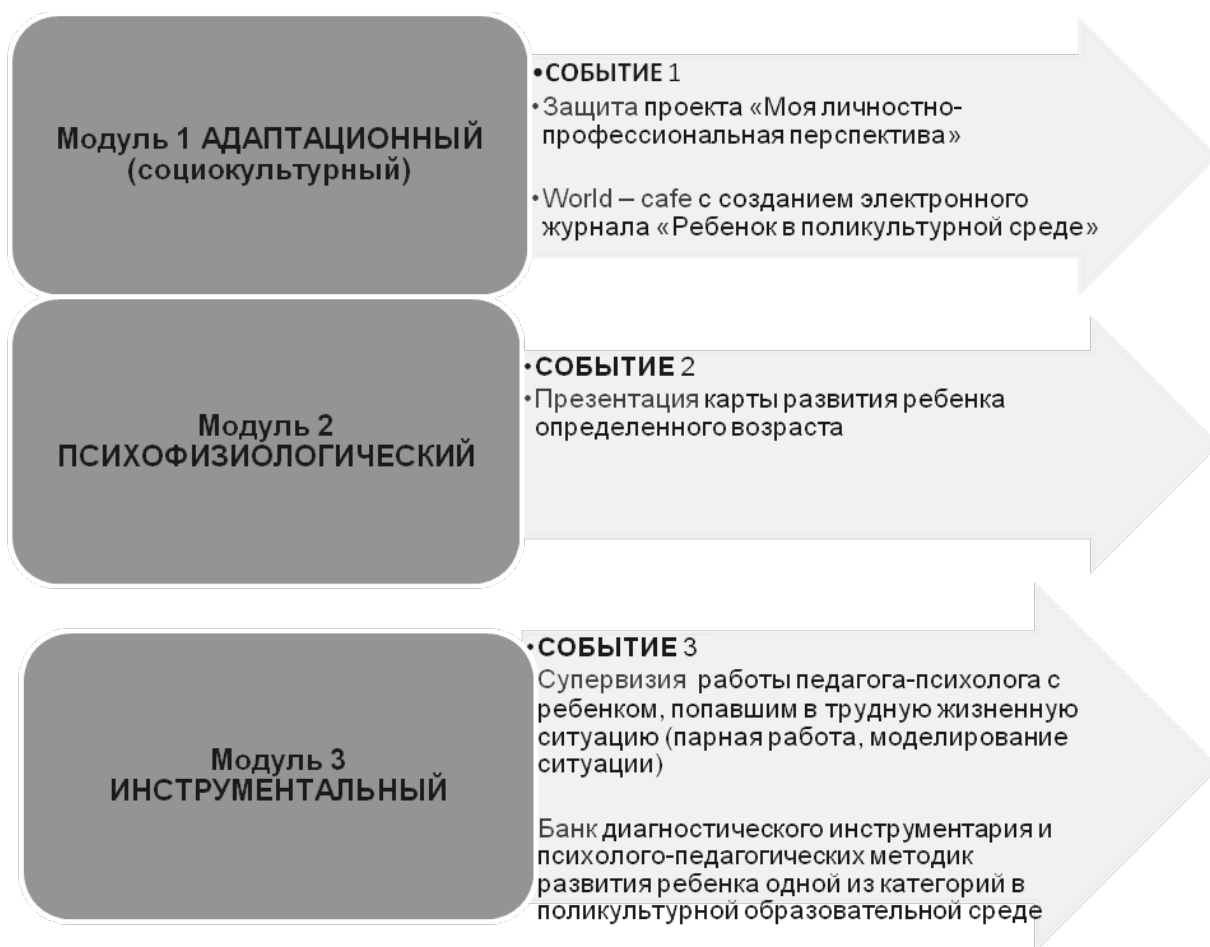 Модуль 1 АДАПТАЦИОННЫЙ
(социокультурный)
•СОБЫТИЕ 1
•Защита проекта «Моя личностно-
профессиональная перспектива»
•World – cafe с созданием электронного
журнала «Ребенок в поликультурной среде»
Модуль 2
ПСИХОФИЗИОЛОГИЧЕСКИЙ
•СОБЫТИЕ 2
•Презентация карты развития ребенка
определенного возраста
Модуль 3
ИНСТРУМЕНТАЛЬНЫЙ
•СОБЫТИЕ 3
Супервизия работы педагога-психолога с
ребенком, попавшим в трудную жизненную
ситуацию (парная работа, моделирование
ситуации)
Банк диагностического инструментария и
психолого-педагогических методик
развития ребенка одной из категорий в
поликультурной образовательной среде